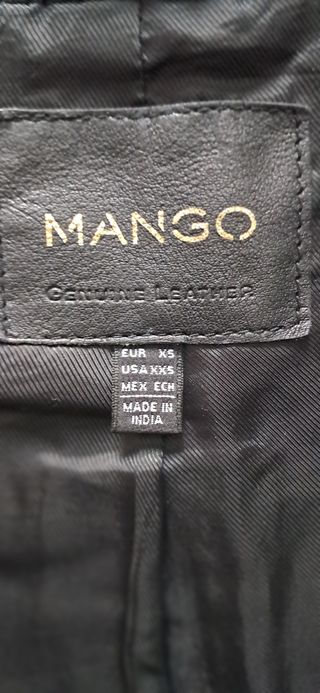 MANGO
GENUINE LEATHER
EUR XS
USA XXS
MEX ECH
MADE IN
INDIA